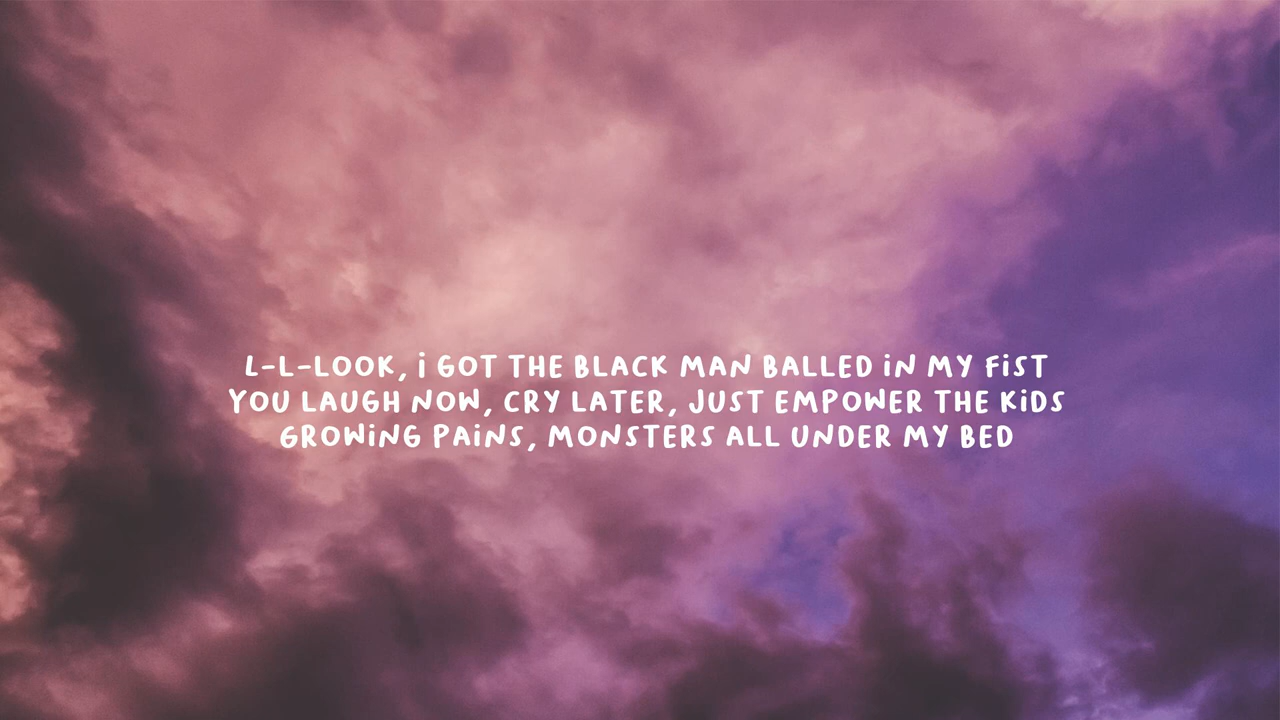 L-L-LOOK, i GOT THE BLACK MAN BALLED iN MY FiST
YOU LAUGH NOW, CRY LATER, JUST EMPOWER THE KiDS
GROWiNG PAiNS, MONSTERS ALL UNDER MY BED